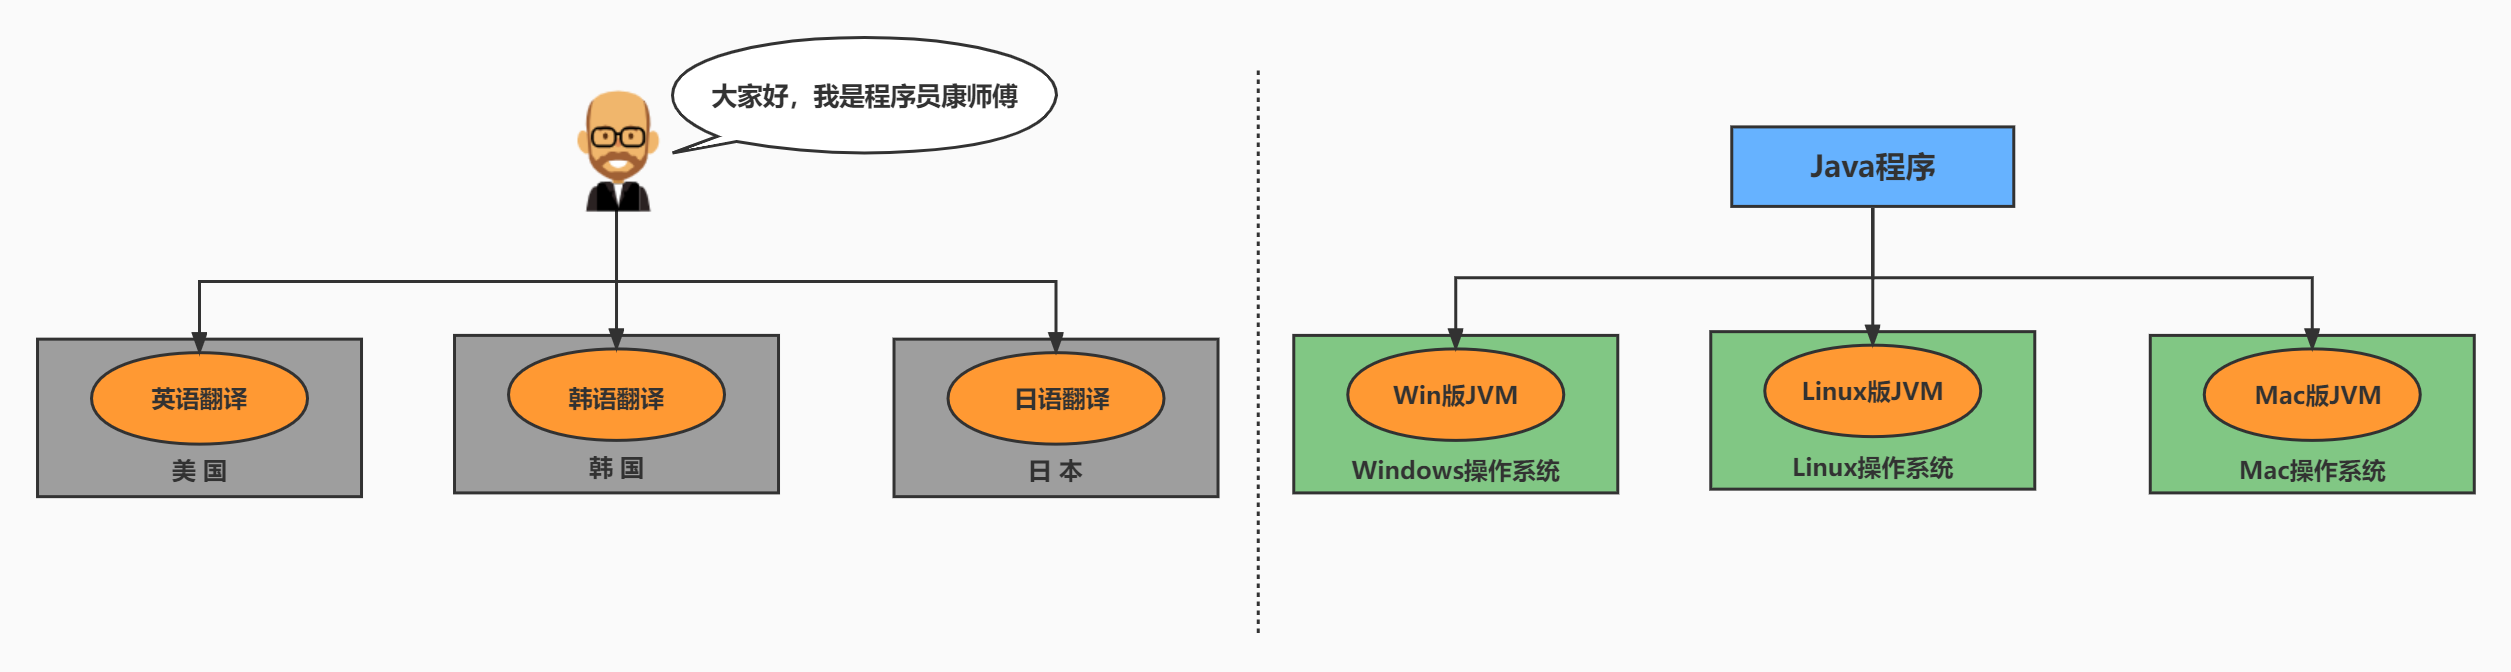 大家好，我是程序员康师傅
英语翻译
美 国
韩语翻译
韩 国
日语翻译
日 本
Java程序
Win版JVM
Windows操作系统
Linux版JVM
Linux操作系统
Mac版JVM
Mac操作系统